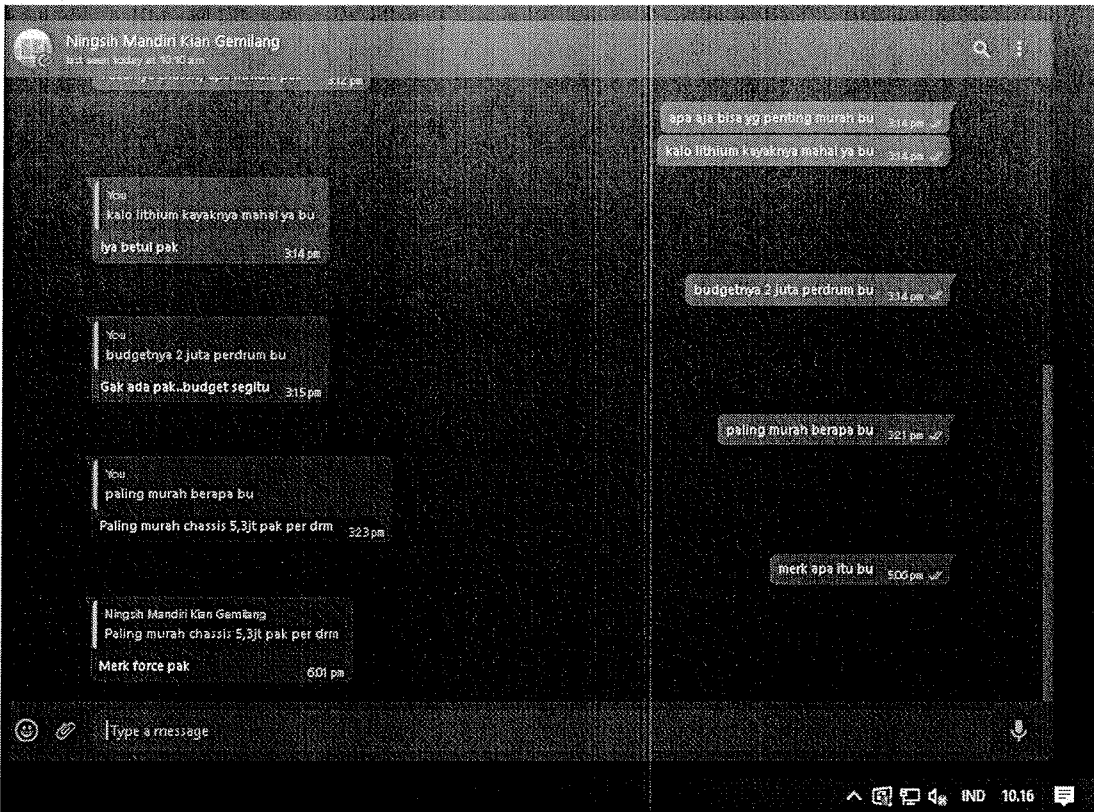 Ningsih Mandiri Kian Gemilang
last seen today at 10:10 am
3:12 pm
apa aja bisa yg penting murah bu 3:14 pm
kalo lithium kayaknya mahal ya bu 3:14 pm
You
kalo lithium kayaknya mahal ya bu
Iya betul pak 3:14 pm
budgetnya 2 juta perdrum bu 3:14 pm
You
budgetnya 2 juta perdrum bu
Gak ada pak..budget segitu 3:15 pm
paling murah berapa bu 3:21 pm
You
paling murah berapa bu
Paling murah chassis 5,3jt pak per drm 3:23 pm
merk apa itu bu 5:06 pm
Ningsih Mandiri Kian Gemilang
Paling murah chassis 5,3jt pak per drm
Merk force pak 6:01 pm
Type a message
IND 10.16